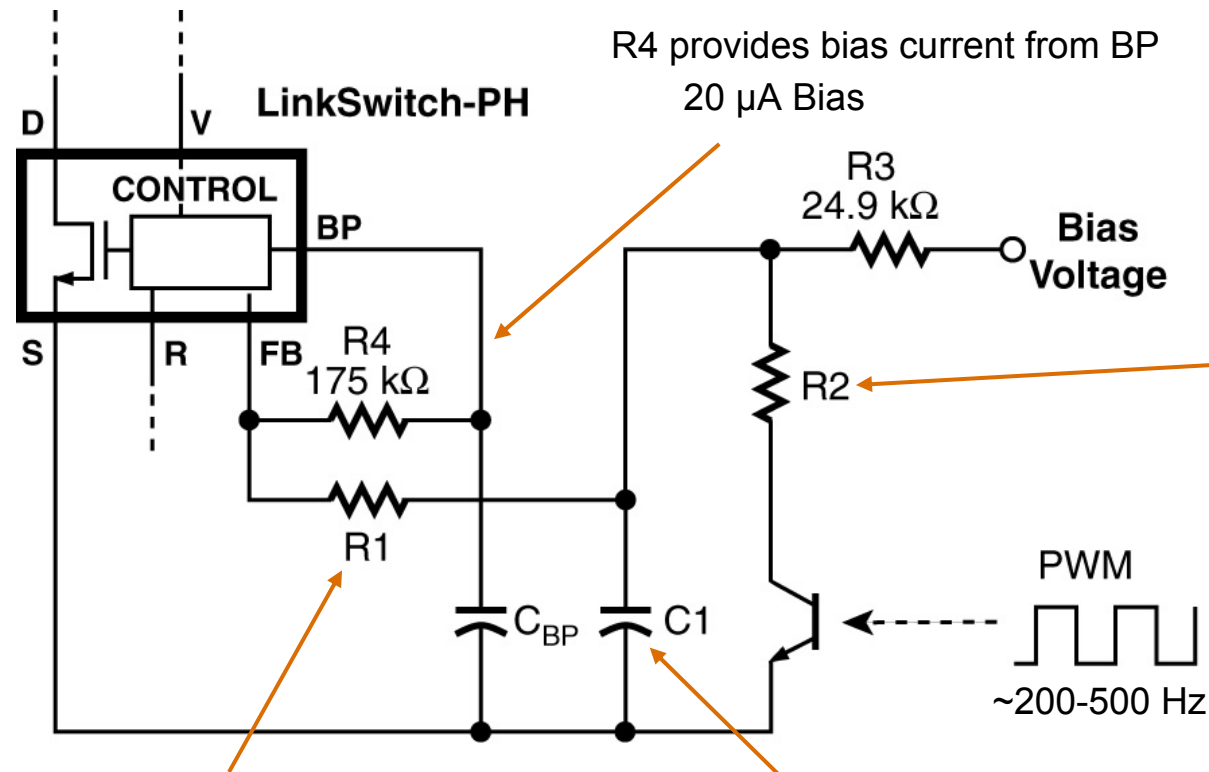 R4 provides bias current from BP
20 µA Bias
LinkSwitch-PH
D
V
CONTROL
BP
R3
24.9 kΩ
Bias
Voltage
S
R
FB
R4
175 kΩ
R2
R1
PWM
CBP
C1
~200-500 Hz